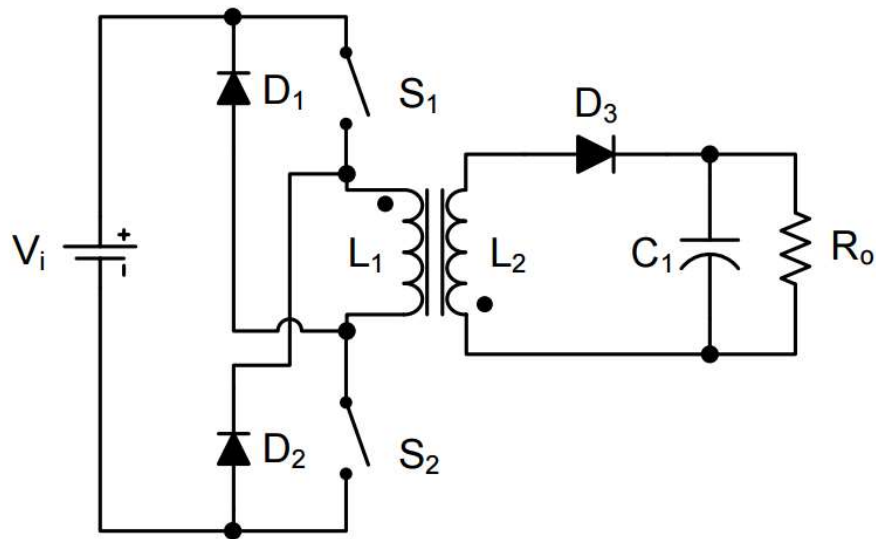 D₁
S₁
D₃
Vᵢ
+
L₁
L₂
C₁
Rₒ
D₂
S₂